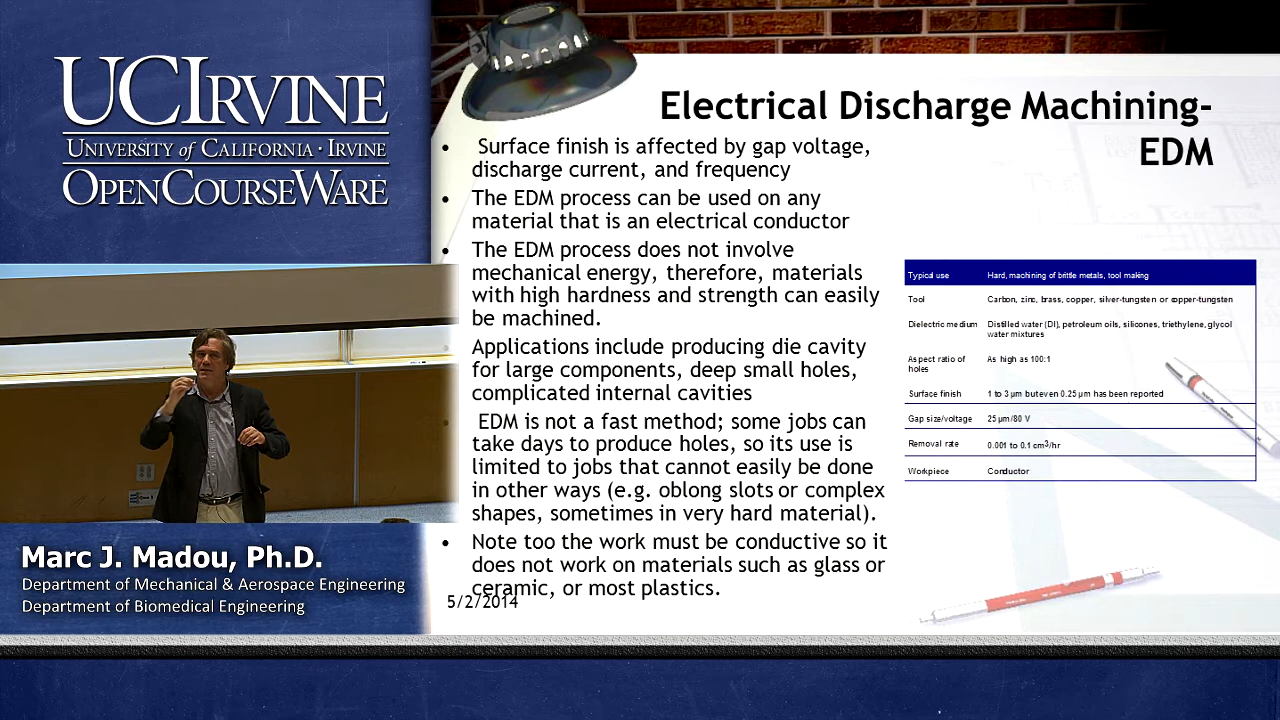 UCIRVINE
UNIVERSITY of CALIFORNIA · IRVINE
OPENCOURSEWARE
Electrical Discharge Machining-
EDM
• Surface finish is affected by gap voltage,
discharge current, and frequency
• The EDM process can be used on any
material that is an electrical conductor
• The EDM process does not involve
mechanical energy, therefore, materials
with high hardness and strength can easily
be machined.
Applications include producing die cavity
for large components, deep small holes,
complicated internal cavities
EDM is not a fast method; some jobs can
take days to produce holes, so its use is
limited to jobs that cannot easily be done
in other ways (e.g. oblong slots or complex
shapes, sometimes in very hard material).
• Note too the work must be conductive so it
does not work on materials such as glass or
ceramic, or most plastics.
5/2/2014
Typical use Hard, machining of brittle metals, tool making
Tool Carbon, zinc, brass, copper, silver-tungsten or copper-tungsten
Dielectric medium Distilled water (DI), petroleum oils, silicones, triethylene, glycol
water mixtures
Aspect ratio of As high as 100:1
holes
Surface finish 1 to 3 µm but even 0.25 µm has been reported
Gap size/voltage 25 µm/80 V
Removal rate 0.001 to 0.1 cm³/hr
Workpiece Conductor
Marc J. Madou, Ph.D.
Department of Mechanical & Aerospace Engineering
Department of Biomedical Engineering